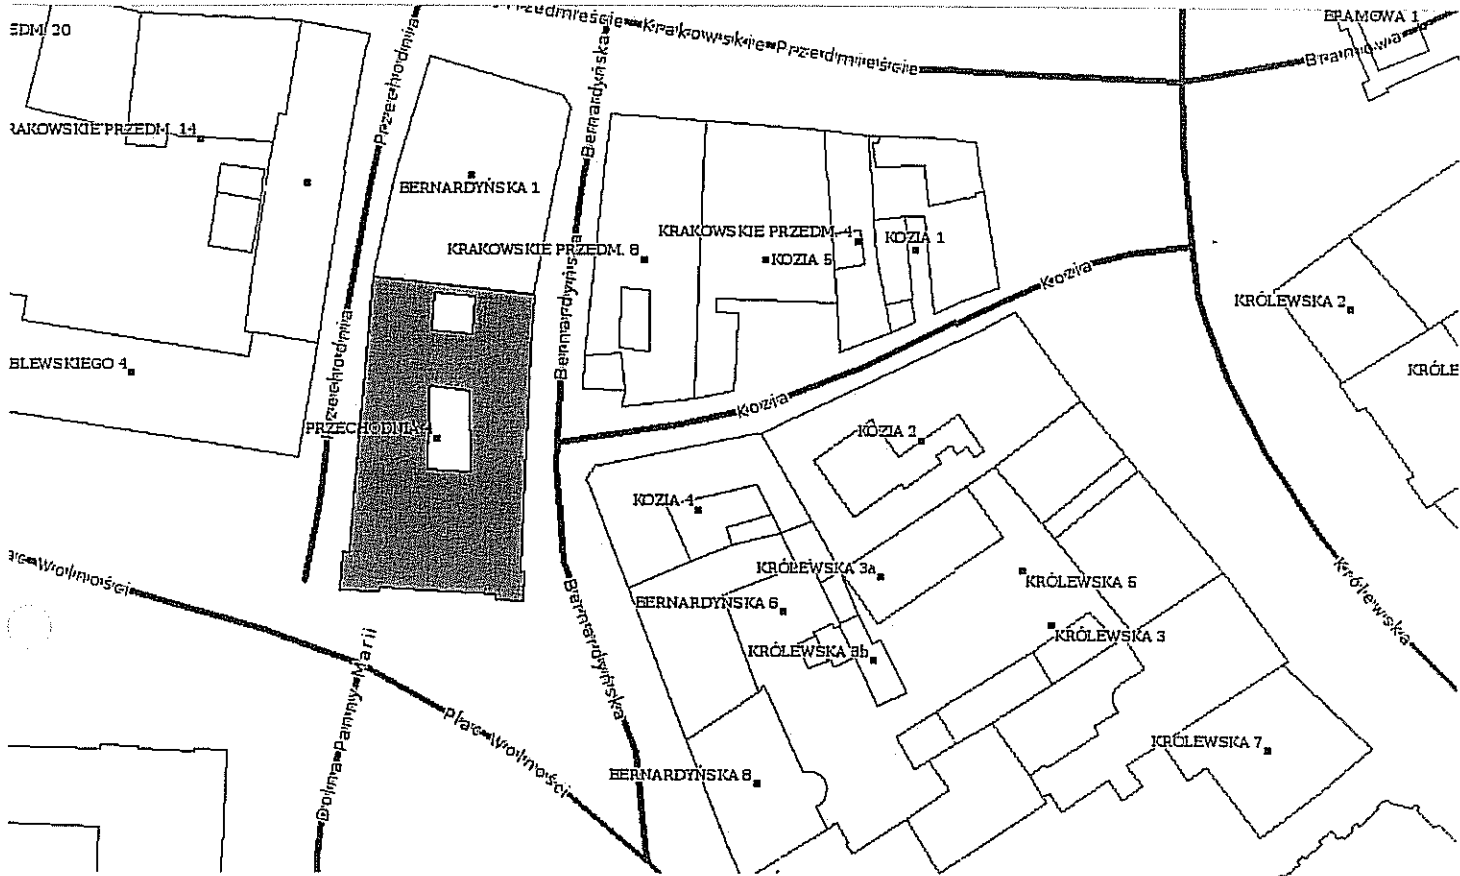 Przedmieście Krakowskie Przedmieście
BRAMOWA 1
EDM. 20
Przechodnia
Bernardyńska
Bramowa
RAKOWSKIE PRZEDM. 14
BERNARDYŃSKA 1
Bernardyńska
KRAKOWSKIE PRZEDM. 4
KOZIA 1
KRAKOWSKIE PRZEDM. 8
KOZIA 5
Kozia
KRÓLEWSKA 2
Przechodnia
BLEWSKIEGO 4
KRÓLE
Kozia
PRZECHODNIA 4
KOZIA 2
KOZIA 4
Plac Wolności
KRÓLEWSKA 3a
KRÓLEWSKA 5
Królewska
BERNARDYŃSKA 6
KRÓLEWSKA 3
KRÓLEWSKA 3b
Bernardyńska
Dolna Panny Marii
Plac Wolności
KRÓLEWSKA 7
BERNARDYŃSKA 8